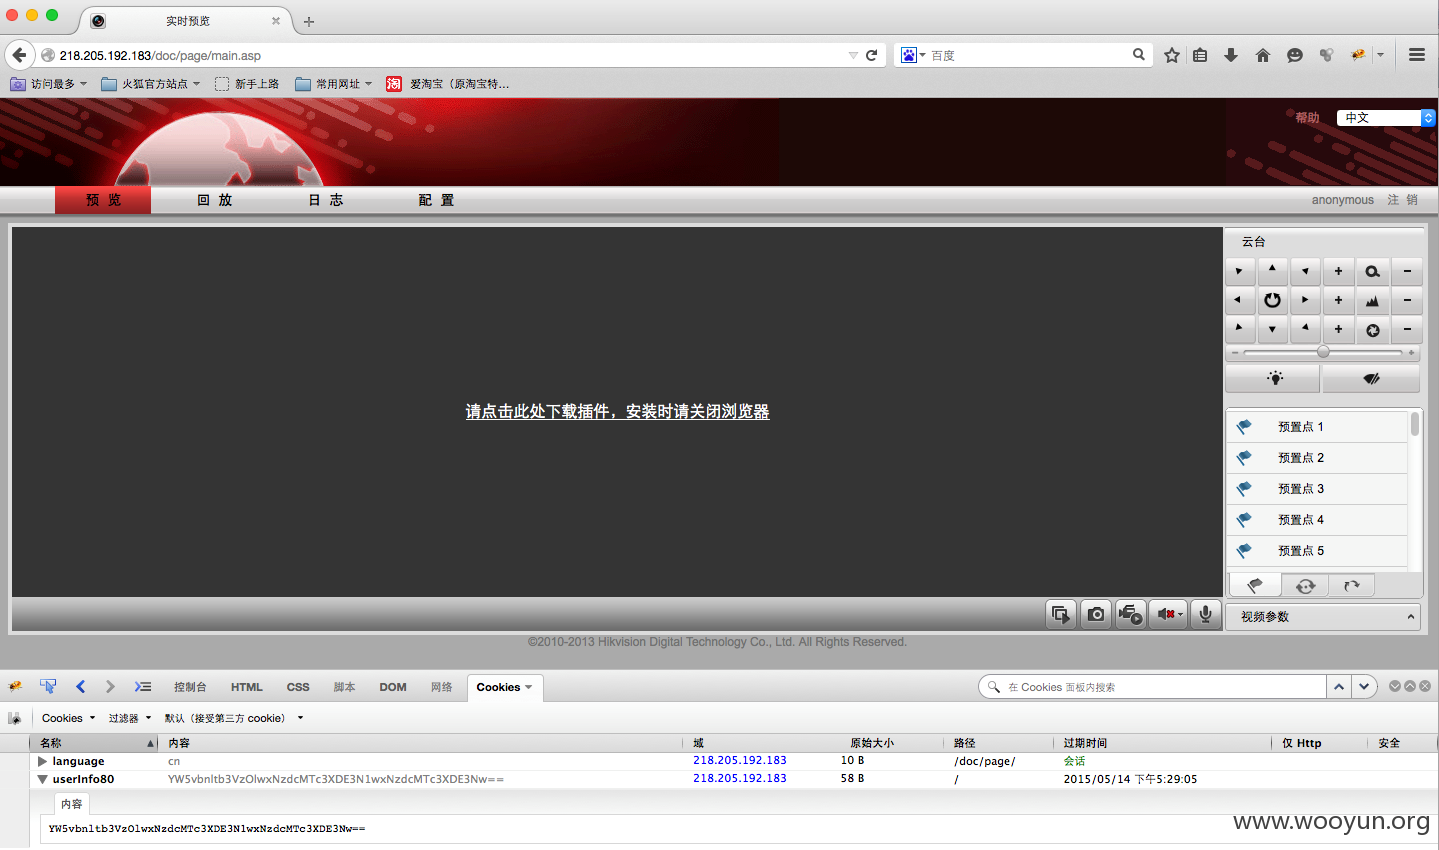 实时预览
218.205.192.183/doc/page/main.asp
百度
访问最多
火狐官方站点
新手上路
常用网址
淘
爱淘宝（原淘宝特...
帮助
中文
预 览
回 放
日 志
配 置
anonymous
注 销
请点击此处下载插件，安装时请关闭浏览器
云台
预置点 1
预置点 2
预置点 3
预置点 4
预置点 5
视频参数
©2010-2013 Hikvision Digital Technology Co., Ltd. All Rights Reserved.
控制台 HTML CSS 脚本 DOM 网络 Cookies
在 Cookies 面板内搜索
Cookies 过滤器 默认（接受第三方 cookie）
名称 内容 域 原始大小 路径 过期时间 仅 Http 安全
language cn 218.205.192.183 10 B /doc/page/ 会话
userInfo80 YW5vbnltb3VzOlwxNzdcMTc3XDE3N1wxNzdcMTc3XDE3Nw== 218.205.192.183 58 B / 2015/05/14 下午5:29:05
内容
YW5vbnltb3VzOlwxNzdcMTc3XDE3N1wxNzdcMTc3XDE3Nw==
www.wooyun.org